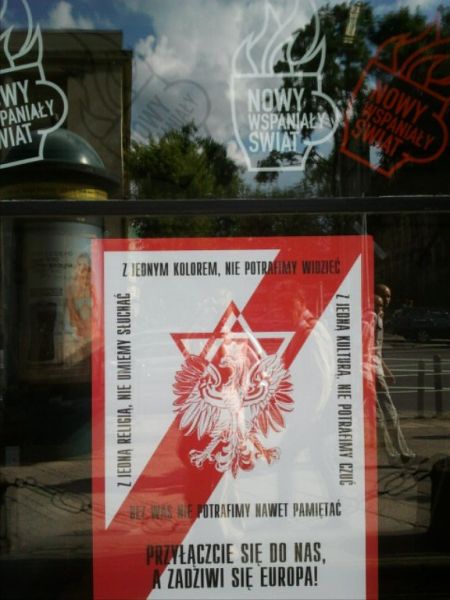 NOWY
WSPANIAŁY
ŚWIAT
NOWY
WSPANIAŁY
ŚWIAT
NOWY
WSPANIAŁY
ŚWIAT
Z JEDNYM KOLOREM, NIE POTRAFIMY WIDZIEĆ
Z JEDNĄ RELIGIĄ, NIE UMIEMY SŁUCHAĆ
Z JEDNĄ KULTURĄ, NIE POTRAFIMY CZUĆ
BEZ WAS NIE POTRAFIMY NAWET PAMIĘTAĆ
PRZYŁĄCZCIE SIĘ DO NAS,
A ZADZIWI SIĘ EUROPA!